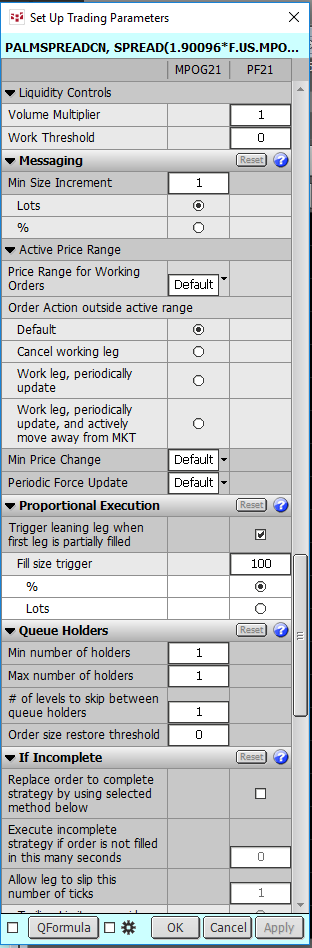 Set Up Trading Parameters
PALMSPREADCN, SPREAD(1.90096*F.US.MPO...
MPOG21 PF21
Liquidity Controls
Volume Multiplier 1
Work Threshold 0
Messaging Reset ?
Min Size Increment 1
Lots
%
Active Price Range
Price Range for Working
Orders Default
Order Action outside active range
Default
Cancel working leg
Work leg, periodically
update
Work leg, periodically
update, and actively
move away from MKT
Min Price Change Default
Periodic Force Update Default
Proportional Execution Reset ?
Trigger leaning leg when
first leg is partially filled
Fill size trigger 100
%
Lots
Queue Holders Reset ?
Min number of holders 1
Max number of holders 1
# of levels to skip between
queue holders 1
Order size restore threshold 0
If Incomplete Reset ?
Replace order to complete
strategy by using selected
method below
Execute incomplete
strategy if order is not filled
in this many seconds 0
Allow leg to slip this
number of ticks 1
QFormula OK Cancel Apply